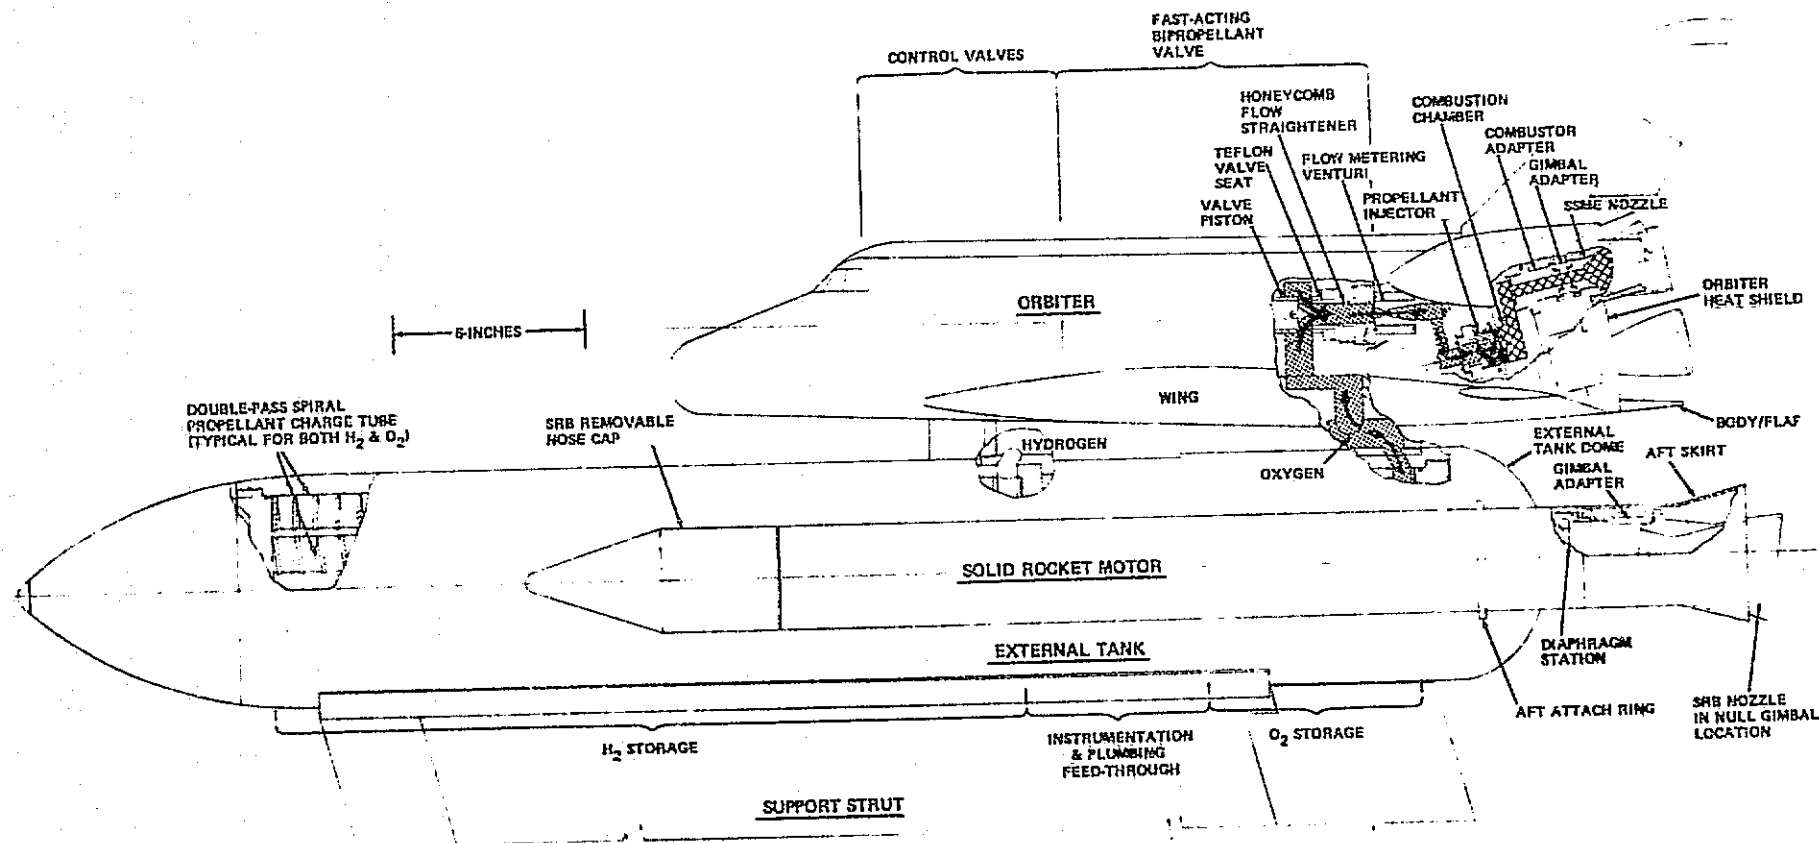 FAST-ACTING
BIPROPELLANT
VALVE
CONTROL VALVES
HONEYCOMB
FLOW
STRAIGHTENER
COMBUSTION
CHAMBER
COMBUSTOR
ADAPTER
GIMBAL
ADAPTER
TEFLON
VALVE
SEAT
FLOW METERING
VENTURI
VALVE
PISTON
PROPELLANT
INJECTOR
SSME NOZZLE
ORBITER
ORBITER
HEAT SHIELD
6-INCHES
WING
BODY/FLAP
DOUBLE-PASS SPIRAL
PROPELLANT CHARGE TUBE
(TYPICAL FOR BOTH H₂ & O₂)
SRB REMOVABLE
NOSE CAP
HYDROGEN
OXYGEN
EXTERNAL
TANK DOME
GIMBAL
ADAPTER
AFT SKIRT
SOLID ROCKET MOTOR
EXTERNAL TANK
DIAPHRAGM
STATION
AFT ATTACH RING
SRB NOZZLE
IN NULL GIMBAL
LOCATION
H₂ STORAGE
INSTRUMENTATION
& PLUMBING
FEED-THROUGH
O₂ STORAGE
SUPPORT STRUT